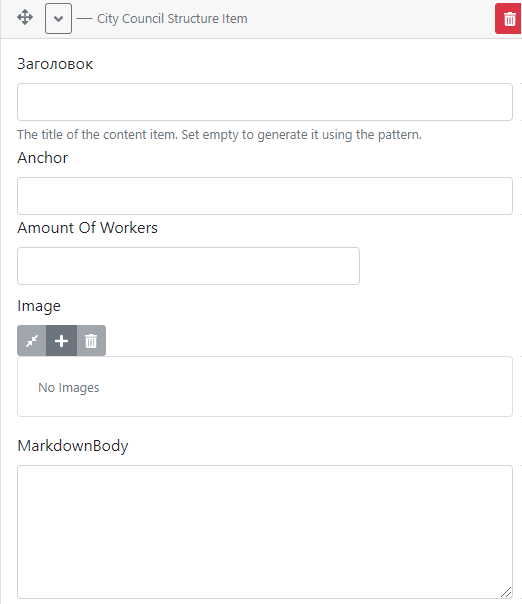 City Council Structure Item
Заголовок
The title of the content item. Set empty to generate it using the pattern.
Anchor
Amount Of Workers
Image
No Images
MarkdownBody